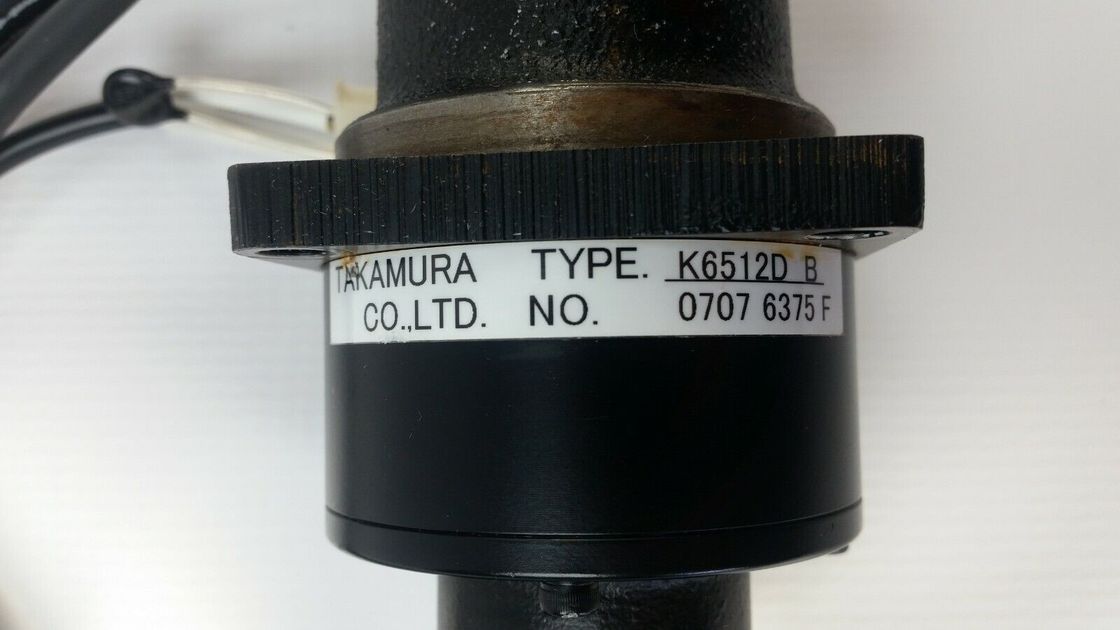 TAKAMURA TYPE. K6512D B
CO.,LTD. NO. 0707 6375 F